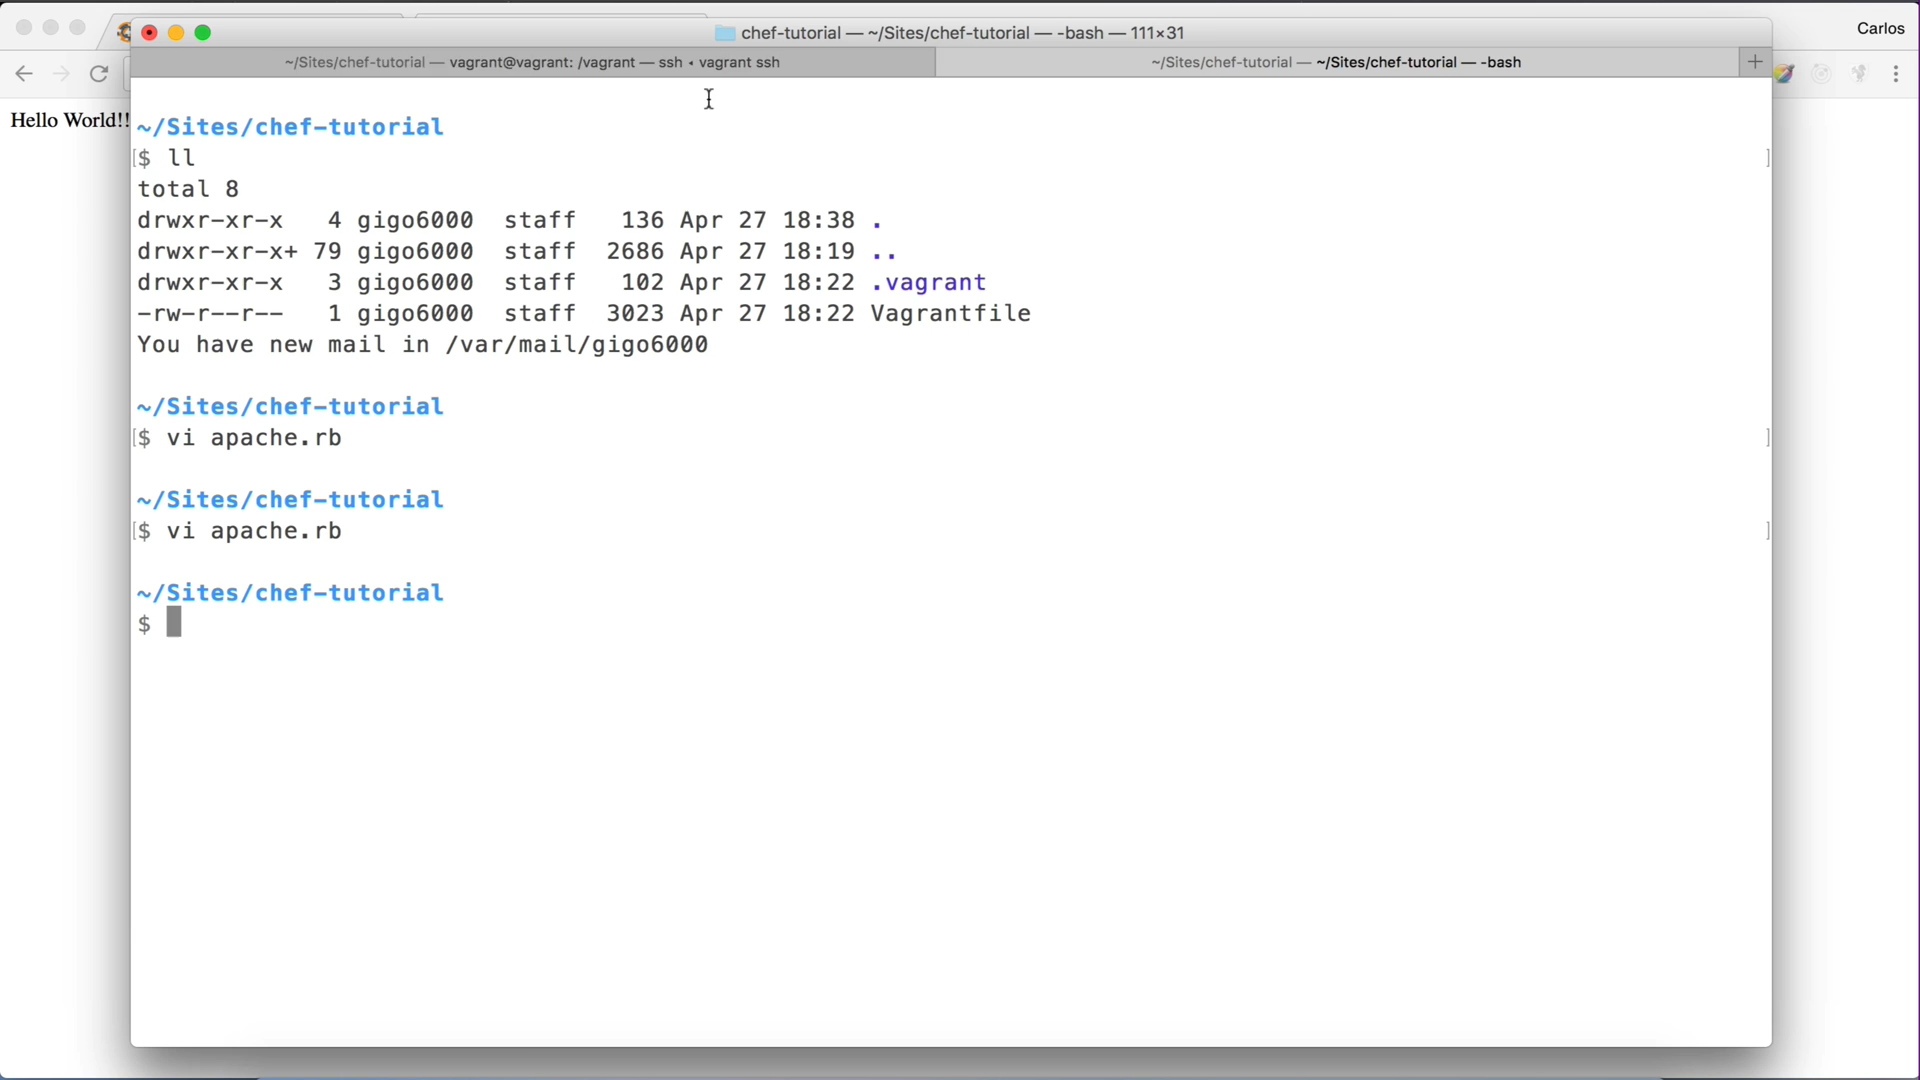 Carlos
chef-tutorial — ~/Sites/chef-tutorial — -bash — 111×31
~/Sites/chef-tutorial — vagrant@vagrant: /vagrant — ssh ◂ vagrant ssh
~/Sites/chef-tutorial — ~/Sites/chef-tutorial — -bash
Hello World!!
~/Sites/chef-tutorial
[$ ll ]
total 8
drwxr-xr-x   4 gigo6000  staff   136 Apr 27 18:38 .
drwxr-xr-x+ 79 gigo6000  staff  2686 Apr 27 18:19 ..
drwxr-xr-x   3 gigo6000  staff   102 Apr 27 18:22 .vagrant
-rw-r--r--   1 gigo6000  staff  3023 Apr 27 18:22 Vagrantfile
You have new mail in /var/mail/gigo6000
~/Sites/chef-tutorial
[$ vi apache.rb ]
~/Sites/chef-tutorial
[$ vi apache.rb ]
~/Sites/chef-tutorial
$